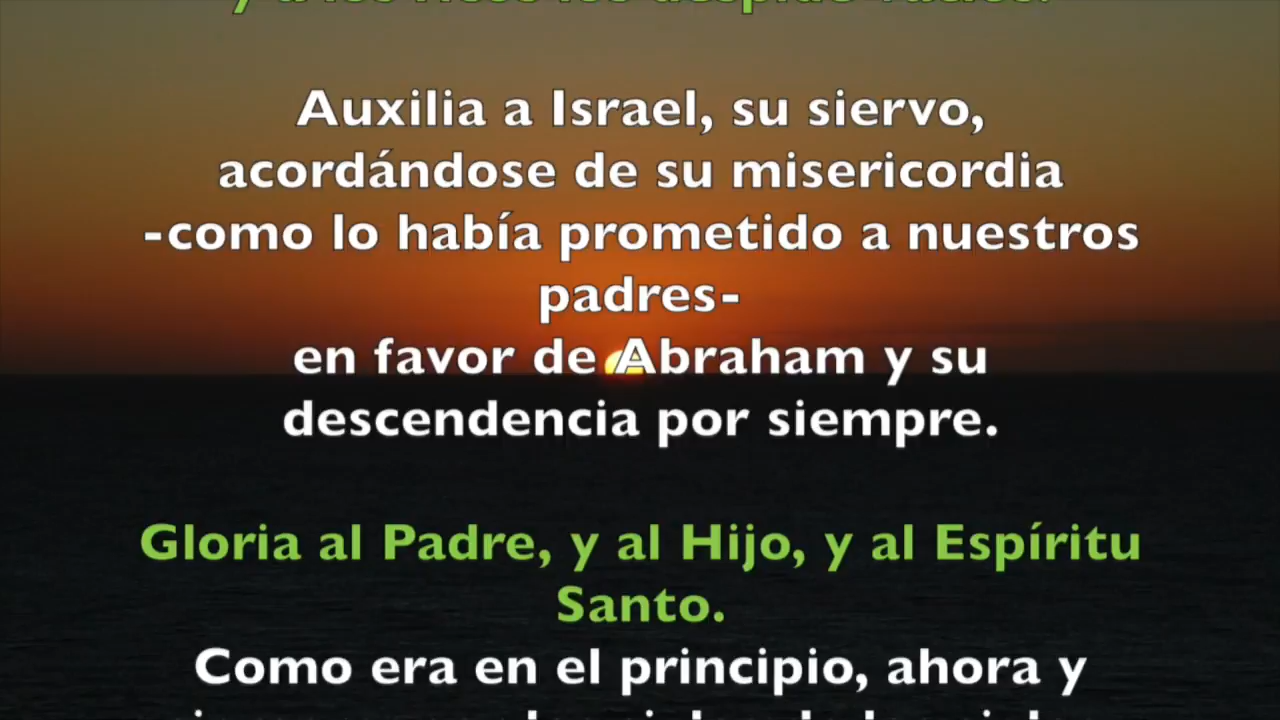 Auxilia a Israel, su siervo,
acordándose de su misericordia
-como lo había prometido a nuestros
padres-
en favor de Abraham y su
descendencia por siempre.
Gloria al Padre, y al Hijo, y al Espíritu
Santo.
Como era en el principio, ahora y